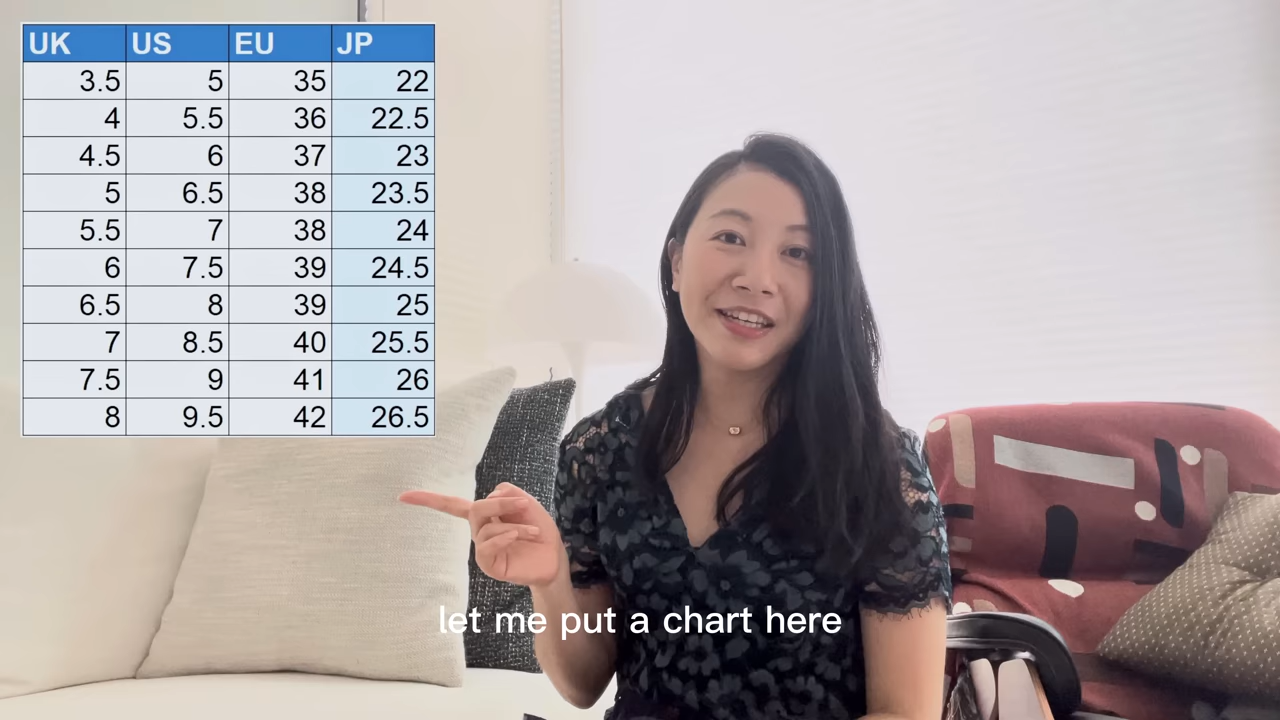 UK US EU JP
3.5 5 35 22
4 5.5 36 22.5
4.5 6 37 23
5 6.5 38 23.5
5.5 7 38 24
6 7.5 39 24.5
6.5 8 39 25
7 8.5 40 25.5
7.5 9 41 26
8 9.5 42 26.5
let me put a chart here